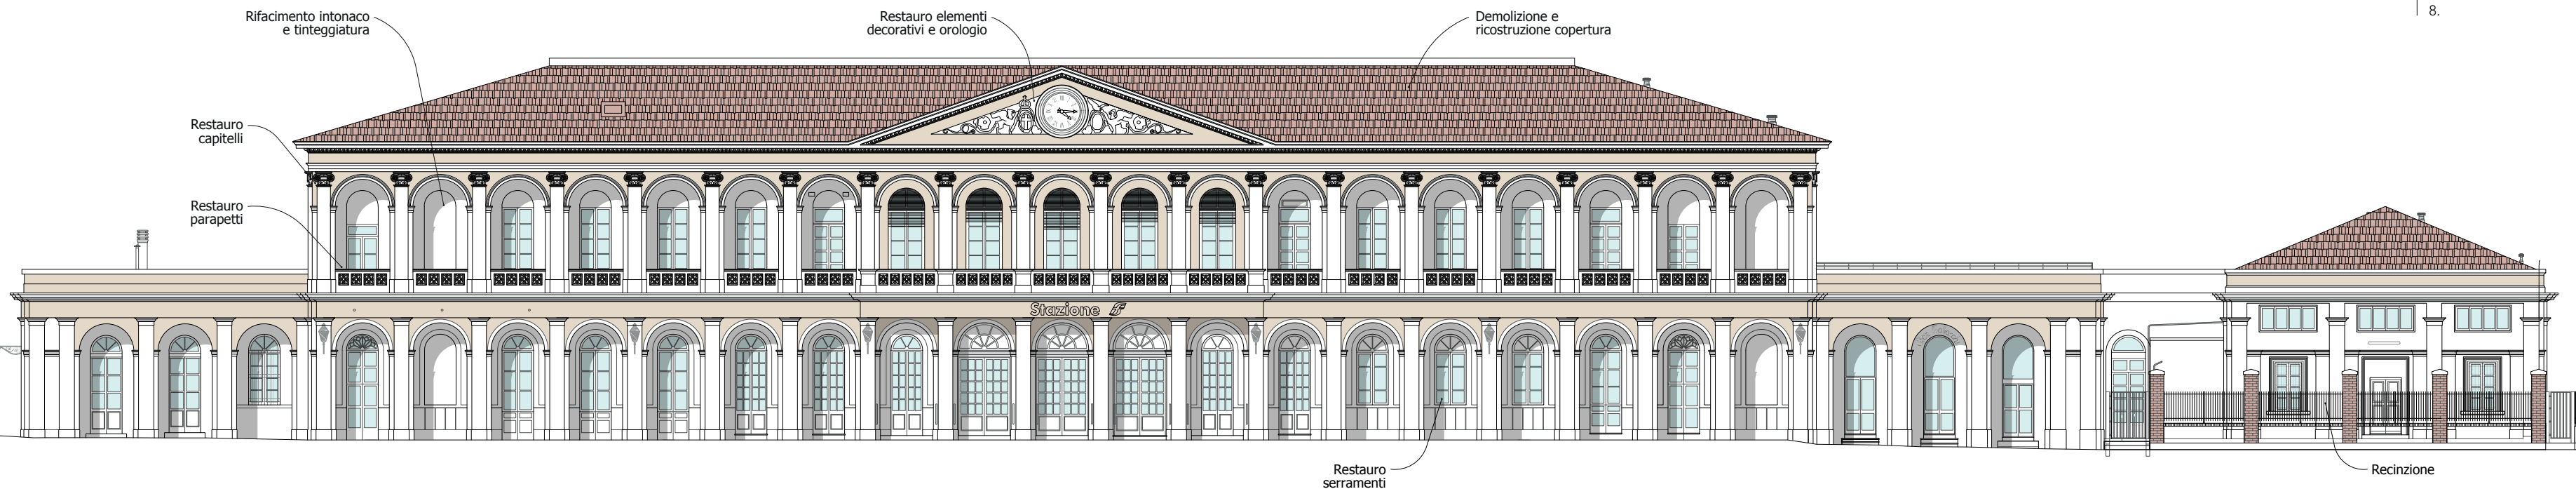 Rifacimento intonaco
e tinteggiatura
Restauro elementi
decorativi e orologio
Demolizione e
ricostruzione copertura
8.
Restauro
capitelli
Restauro
parapetti
Stazione
Restauro
serramenti
Recinzione